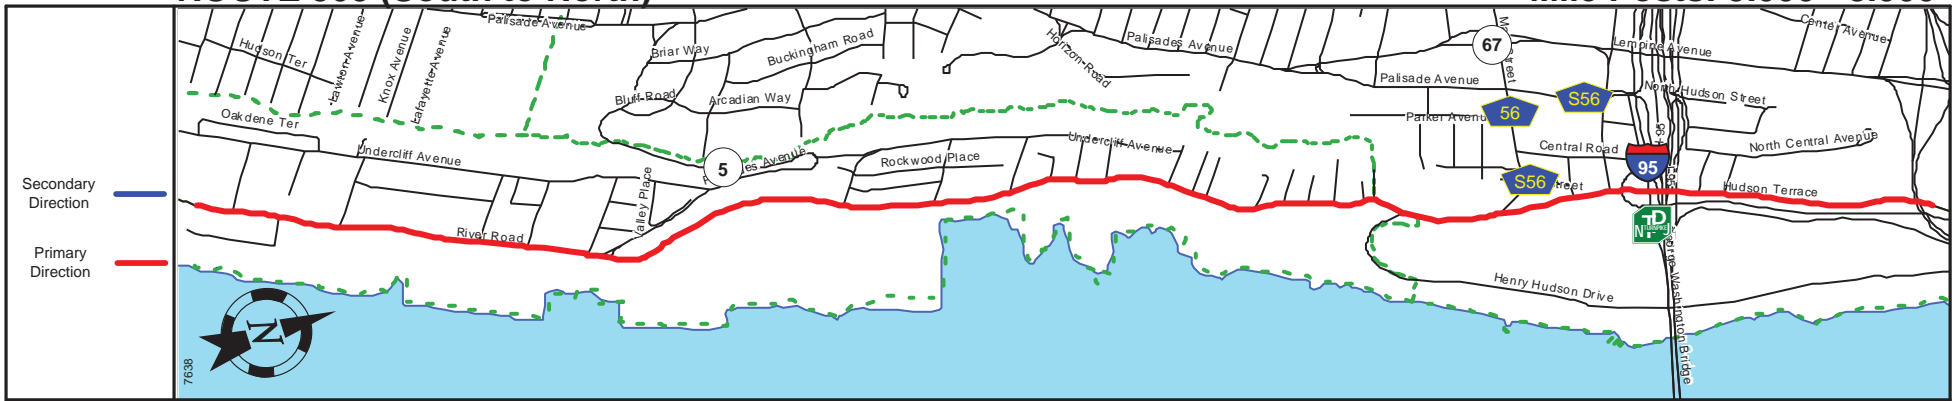 Secondary
Direction
Primary
Direction
Hudson Ter
Lawton Avenue
Knox Avenue
Lafayette Avenue
Palisade Avenue
Oakdene Ter
Undercliff Avenue
River Road
Valley Place
Briar Way
Buckingham Road
Bluff Road
Arcadian Way
5
Avenue
Rockwood Place
Undercliff Avenue
Horizon Road
Palisades Avenue
67
Palisade Avenue
56
S56
S56
Central Road
95
Lemoine Avenue
Center Avenue
North Hudson Street
North Central Avenue
Hudson Terrace
Henry Hudson Drive
Washington Bridge
N
7638